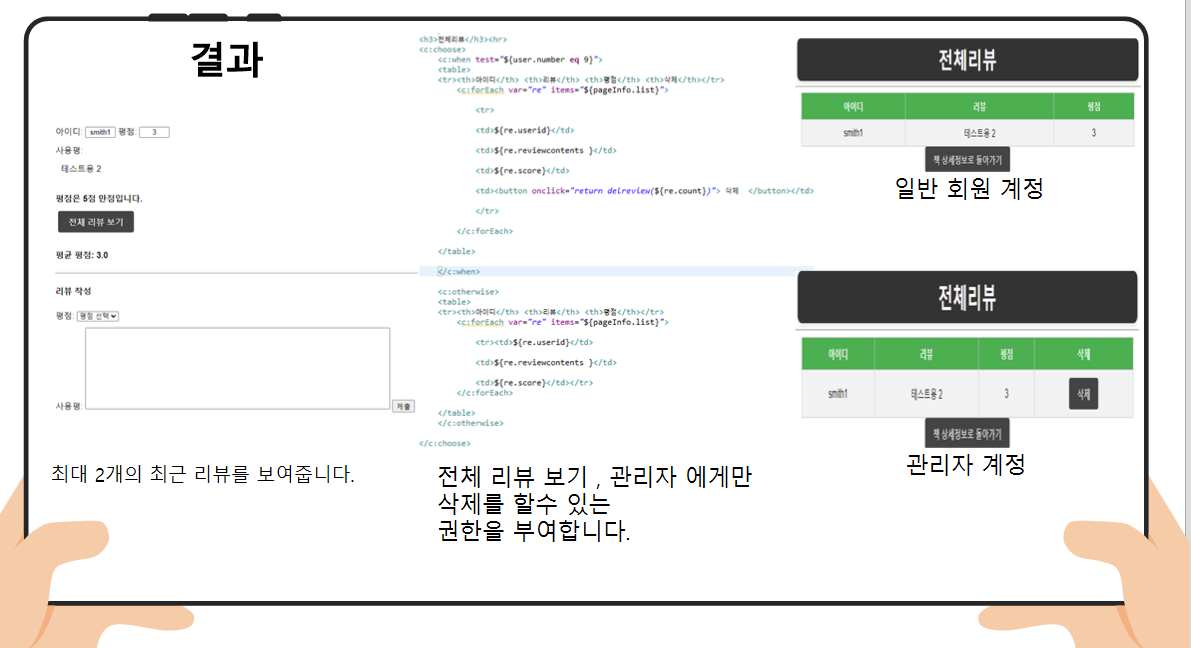 결과
아이디: smith1 평점: 3
사용평:
테스트용 2
평점은 5점 만점입니다.
전체 리뷰 보기
평균 평점: 3.0
리뷰 작성
평점: 평점 선택
사용평:
제출
최대 2개의 최근 리뷰를 보여줍니다.
<h3>전체리뷰</h3><hr>
<c:choose>
<c:when test="${user.number eq 9}">
<table>
<tr><th>아이디</th> <th>리뷰</th> <th>평점</th> <th>삭제</th></tr>
<c:forEach var="re" items="${pageInfo.list}">
<tr>
<td>${re.userid}</td>
<td>${re.reviewcontents }</td>
<td>${re.score}</td>
<td><button onclick="return delreview(${re.count})"> 삭제  </button></td>
</tr>
</c:forEach>
</table>
</c:when>
<c:otherwise>
<table>
<tr><th>아이디</th> <th>리뷰</th> <th>평점</th></tr>
<c:forEach var="re" items="${pageInfo.list}">
<tr><td>${re.userid}</td>
<td>${re.reviewcontents }</td>
<td>${re.score}</td></tr>
</c:forEach>
</table>
</c:otherwise>
</c:choose>
전체 리뷰 보기 , 관리자 에게만
삭제를 할수 있는
권한을 부여합니다.
전체리뷰
아이디 리뷰 평점
smith1 테스트용 2 3
책 상세정보로 돌아가기
일반 회원 계정
전체리뷰
아이디 리뷰 평점 삭제
smith1 테스트용 2 3 삭제
책 상세정보로 돌아가기
관리자 계정